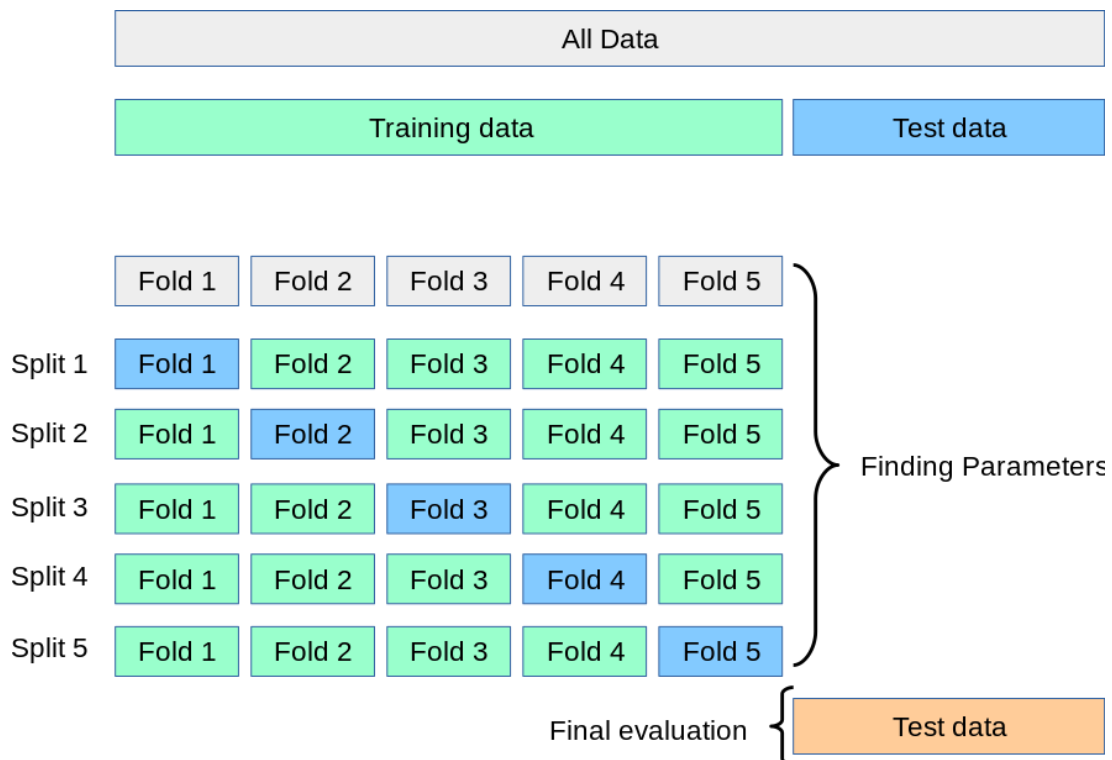 All Data
Training data Test data
Fold 1 Fold 2 Fold 3 Fold 4 Fold 5
Split 1 Fold 1 Fold 2 Fold 3 Fold 4 Fold 5
Split 2 Fold 1 Fold 2 Fold 3 Fold 4 Fold 5
Finding Parameters
Split 3 Fold 1 Fold 2 Fold 3 Fold 4 Fold 5
Split 4 Fold 1 Fold 2 Fold 3 Fold 4 Fold 5
Split 5 Fold 1 Fold 2 Fold 3 Fold 4 Fold 5
Final evaluation Test data